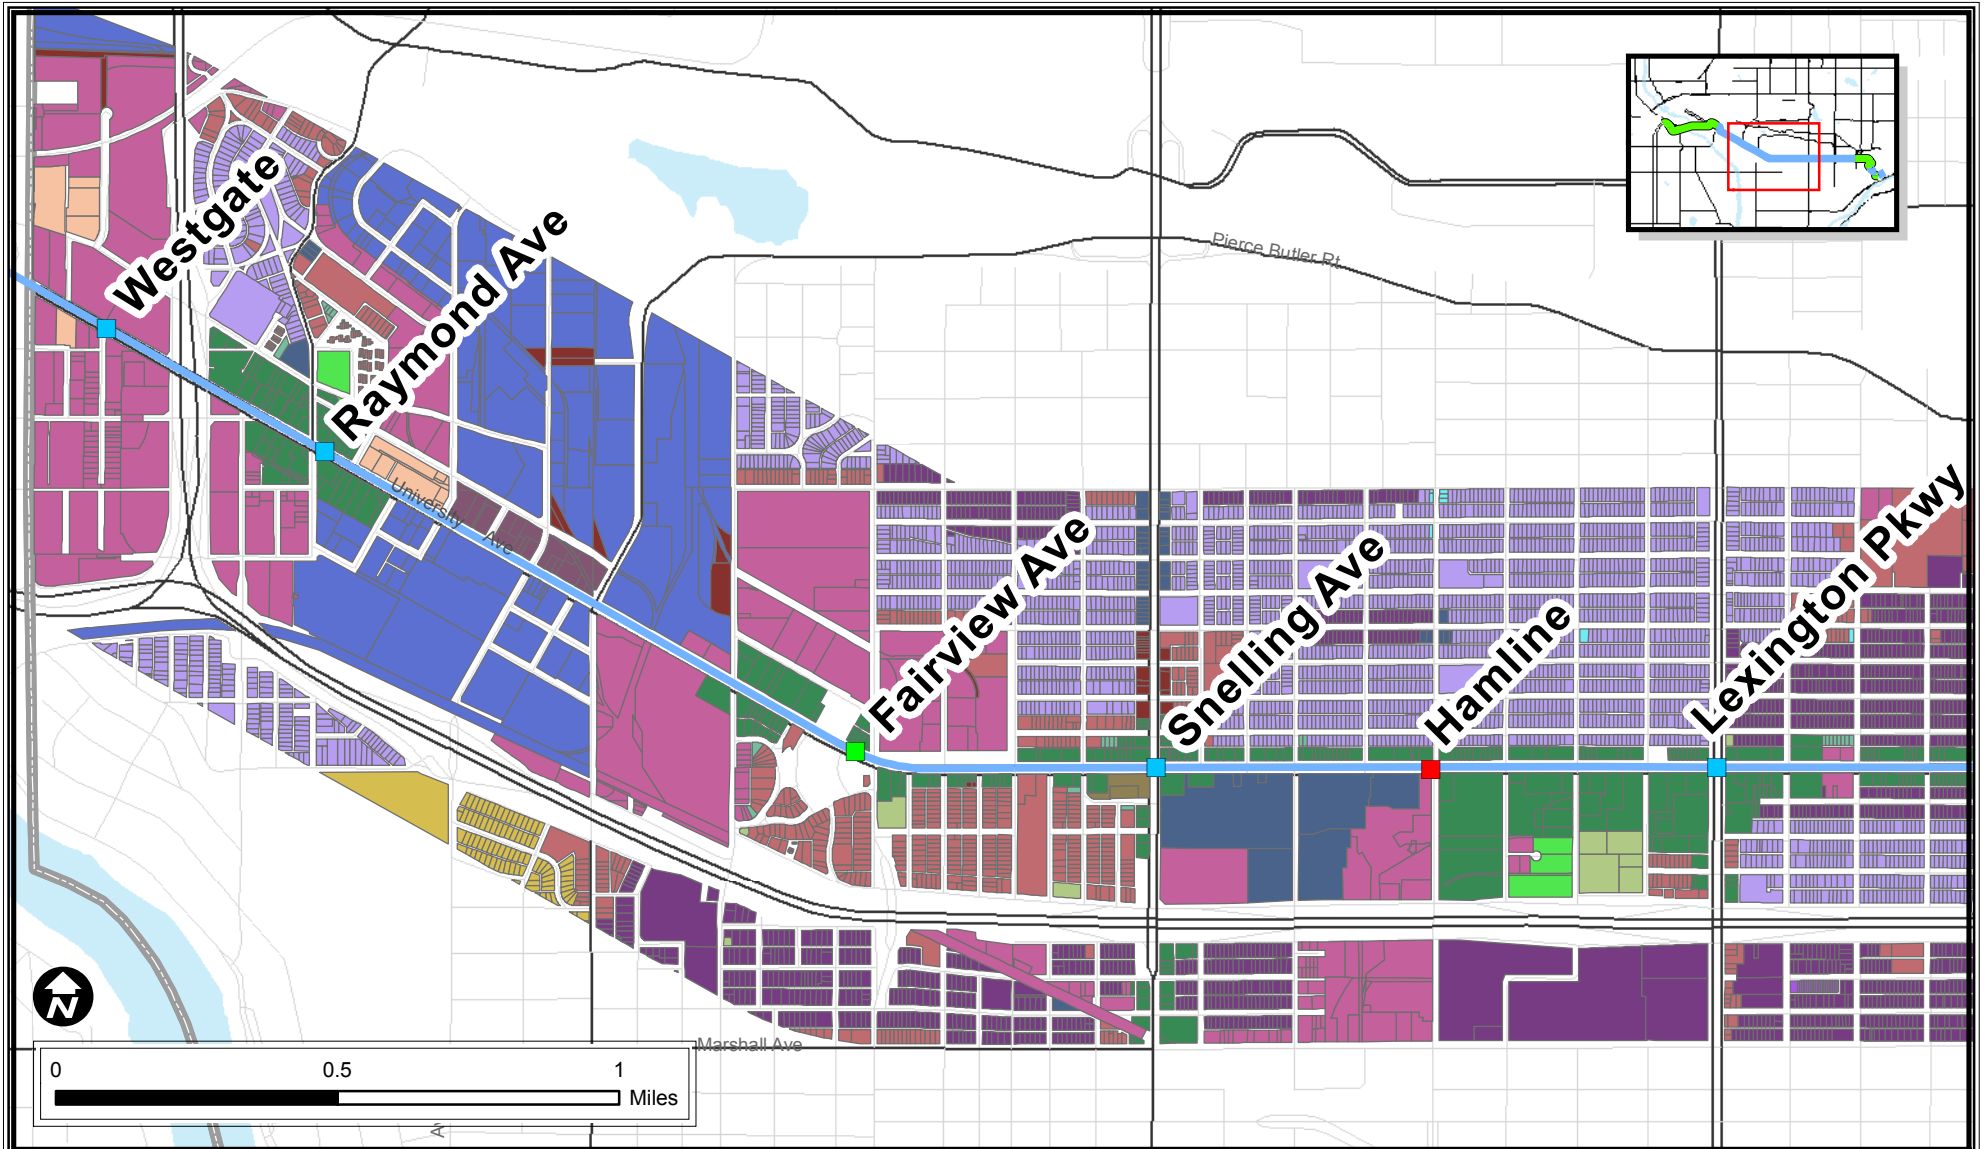 Westgate
Raymond Ave
Pierce Butler Rt
University
Ave
Fairview Ave
Snelling Ave
Hamline
Lexington Pkwy
N
Marshall Ave
0 0.5 1
Miles